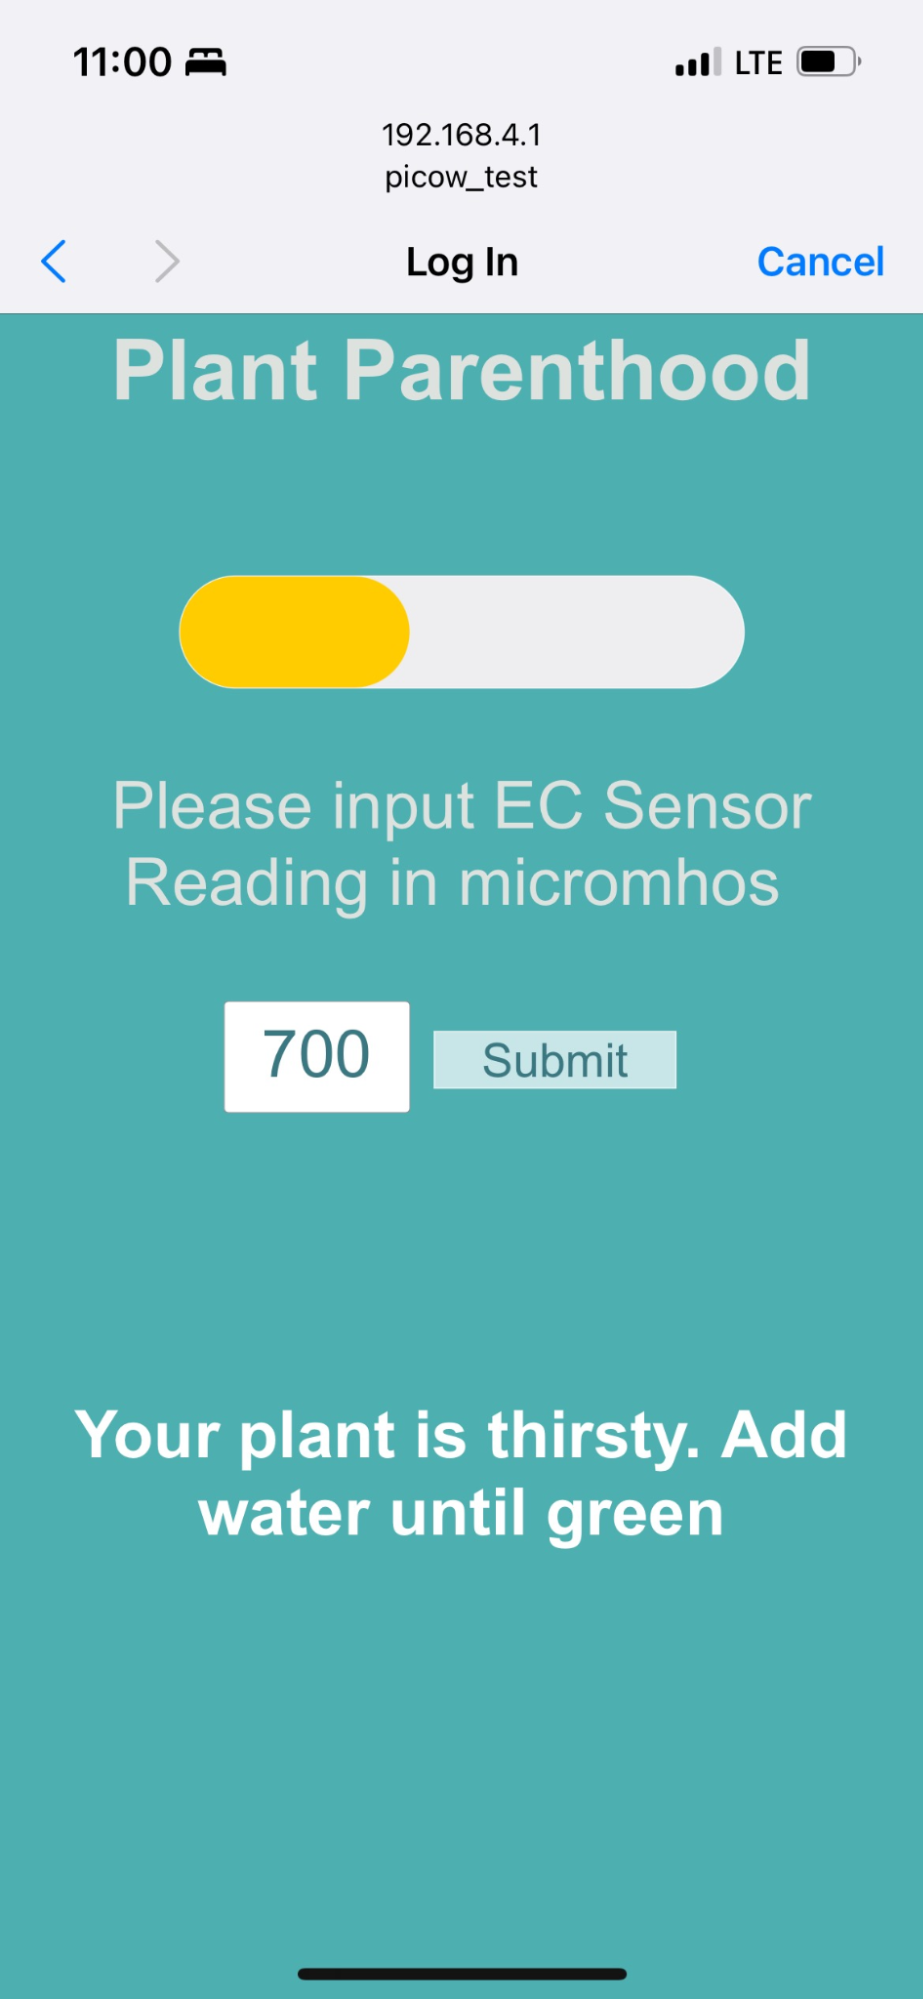 11:00 LTE
192.168.4.1
picow_test
Log In Cancel
Plant Parenthood
Please input EC Sensor
Reading in micromhos
700 Submit
Your plant is thirsty. Add
water until green